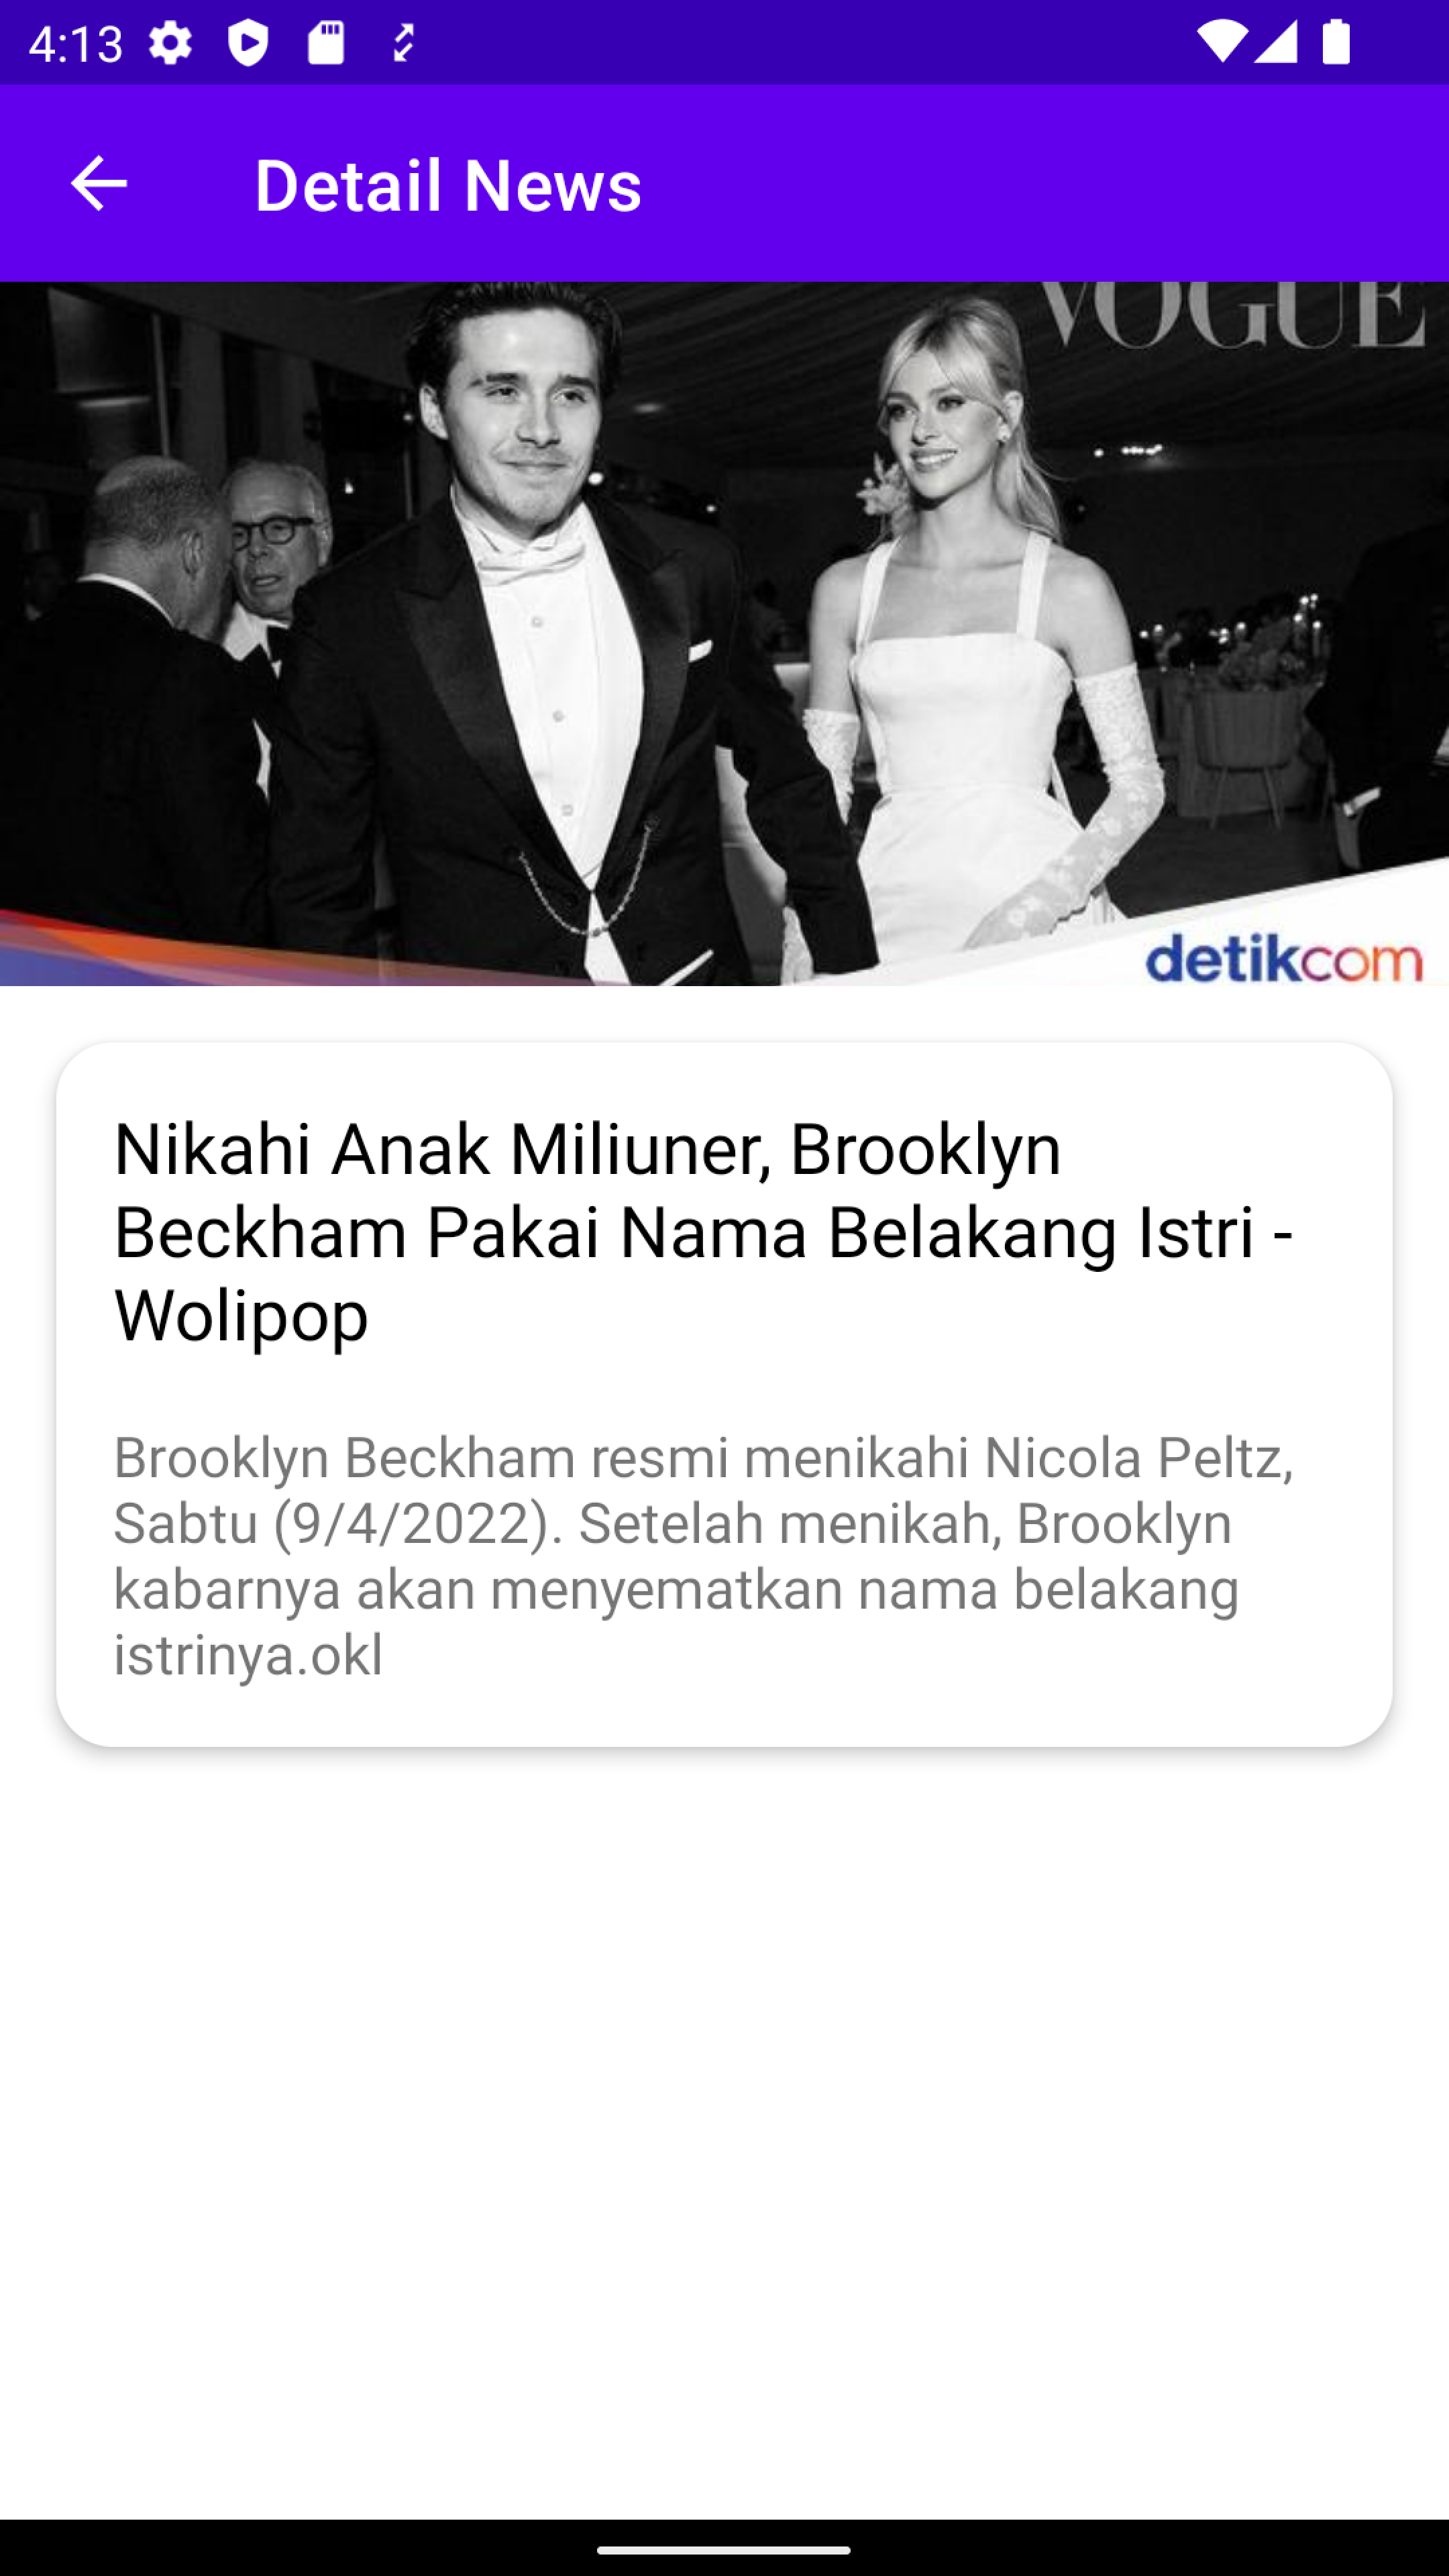 4:13
Detail News
VOGUE
detikcom
Nikahi Anak Miliuner, Brooklyn
Beckham Pakai Nama Belakang Istri -
Wolipop
Brooklyn Beckham resmi menikahi Nicola Peltz,
Sabtu (9/4/2022). Setelah menikah, Brooklyn
kabarnya akan menyematkan nama belakang
istrinya.okl